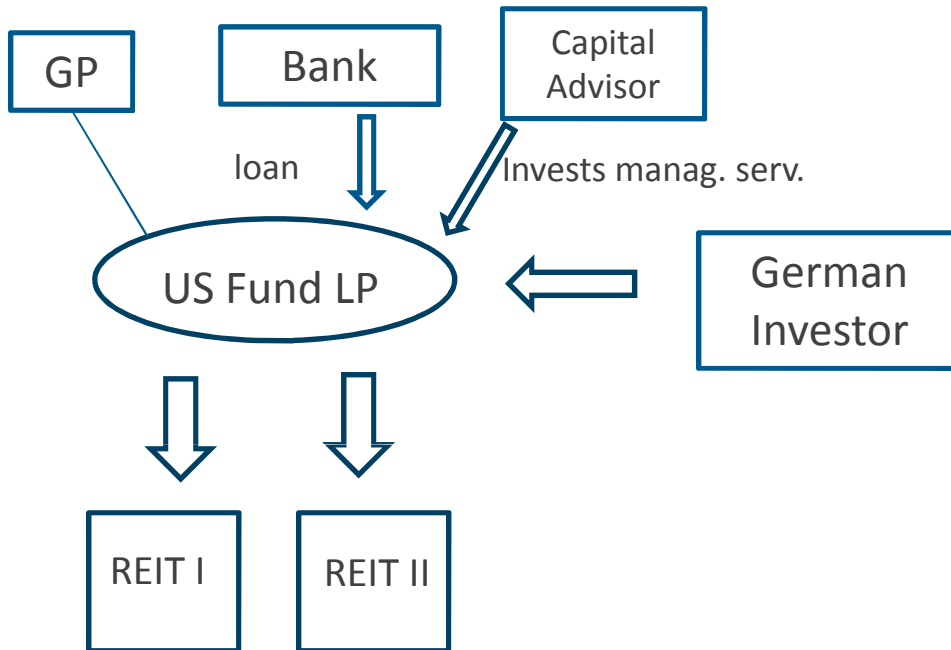 GP
Bank
Capital
Advisor
loan
Invests manag. serv.
US Fund LP
German
Investor
REIT I
REIT II